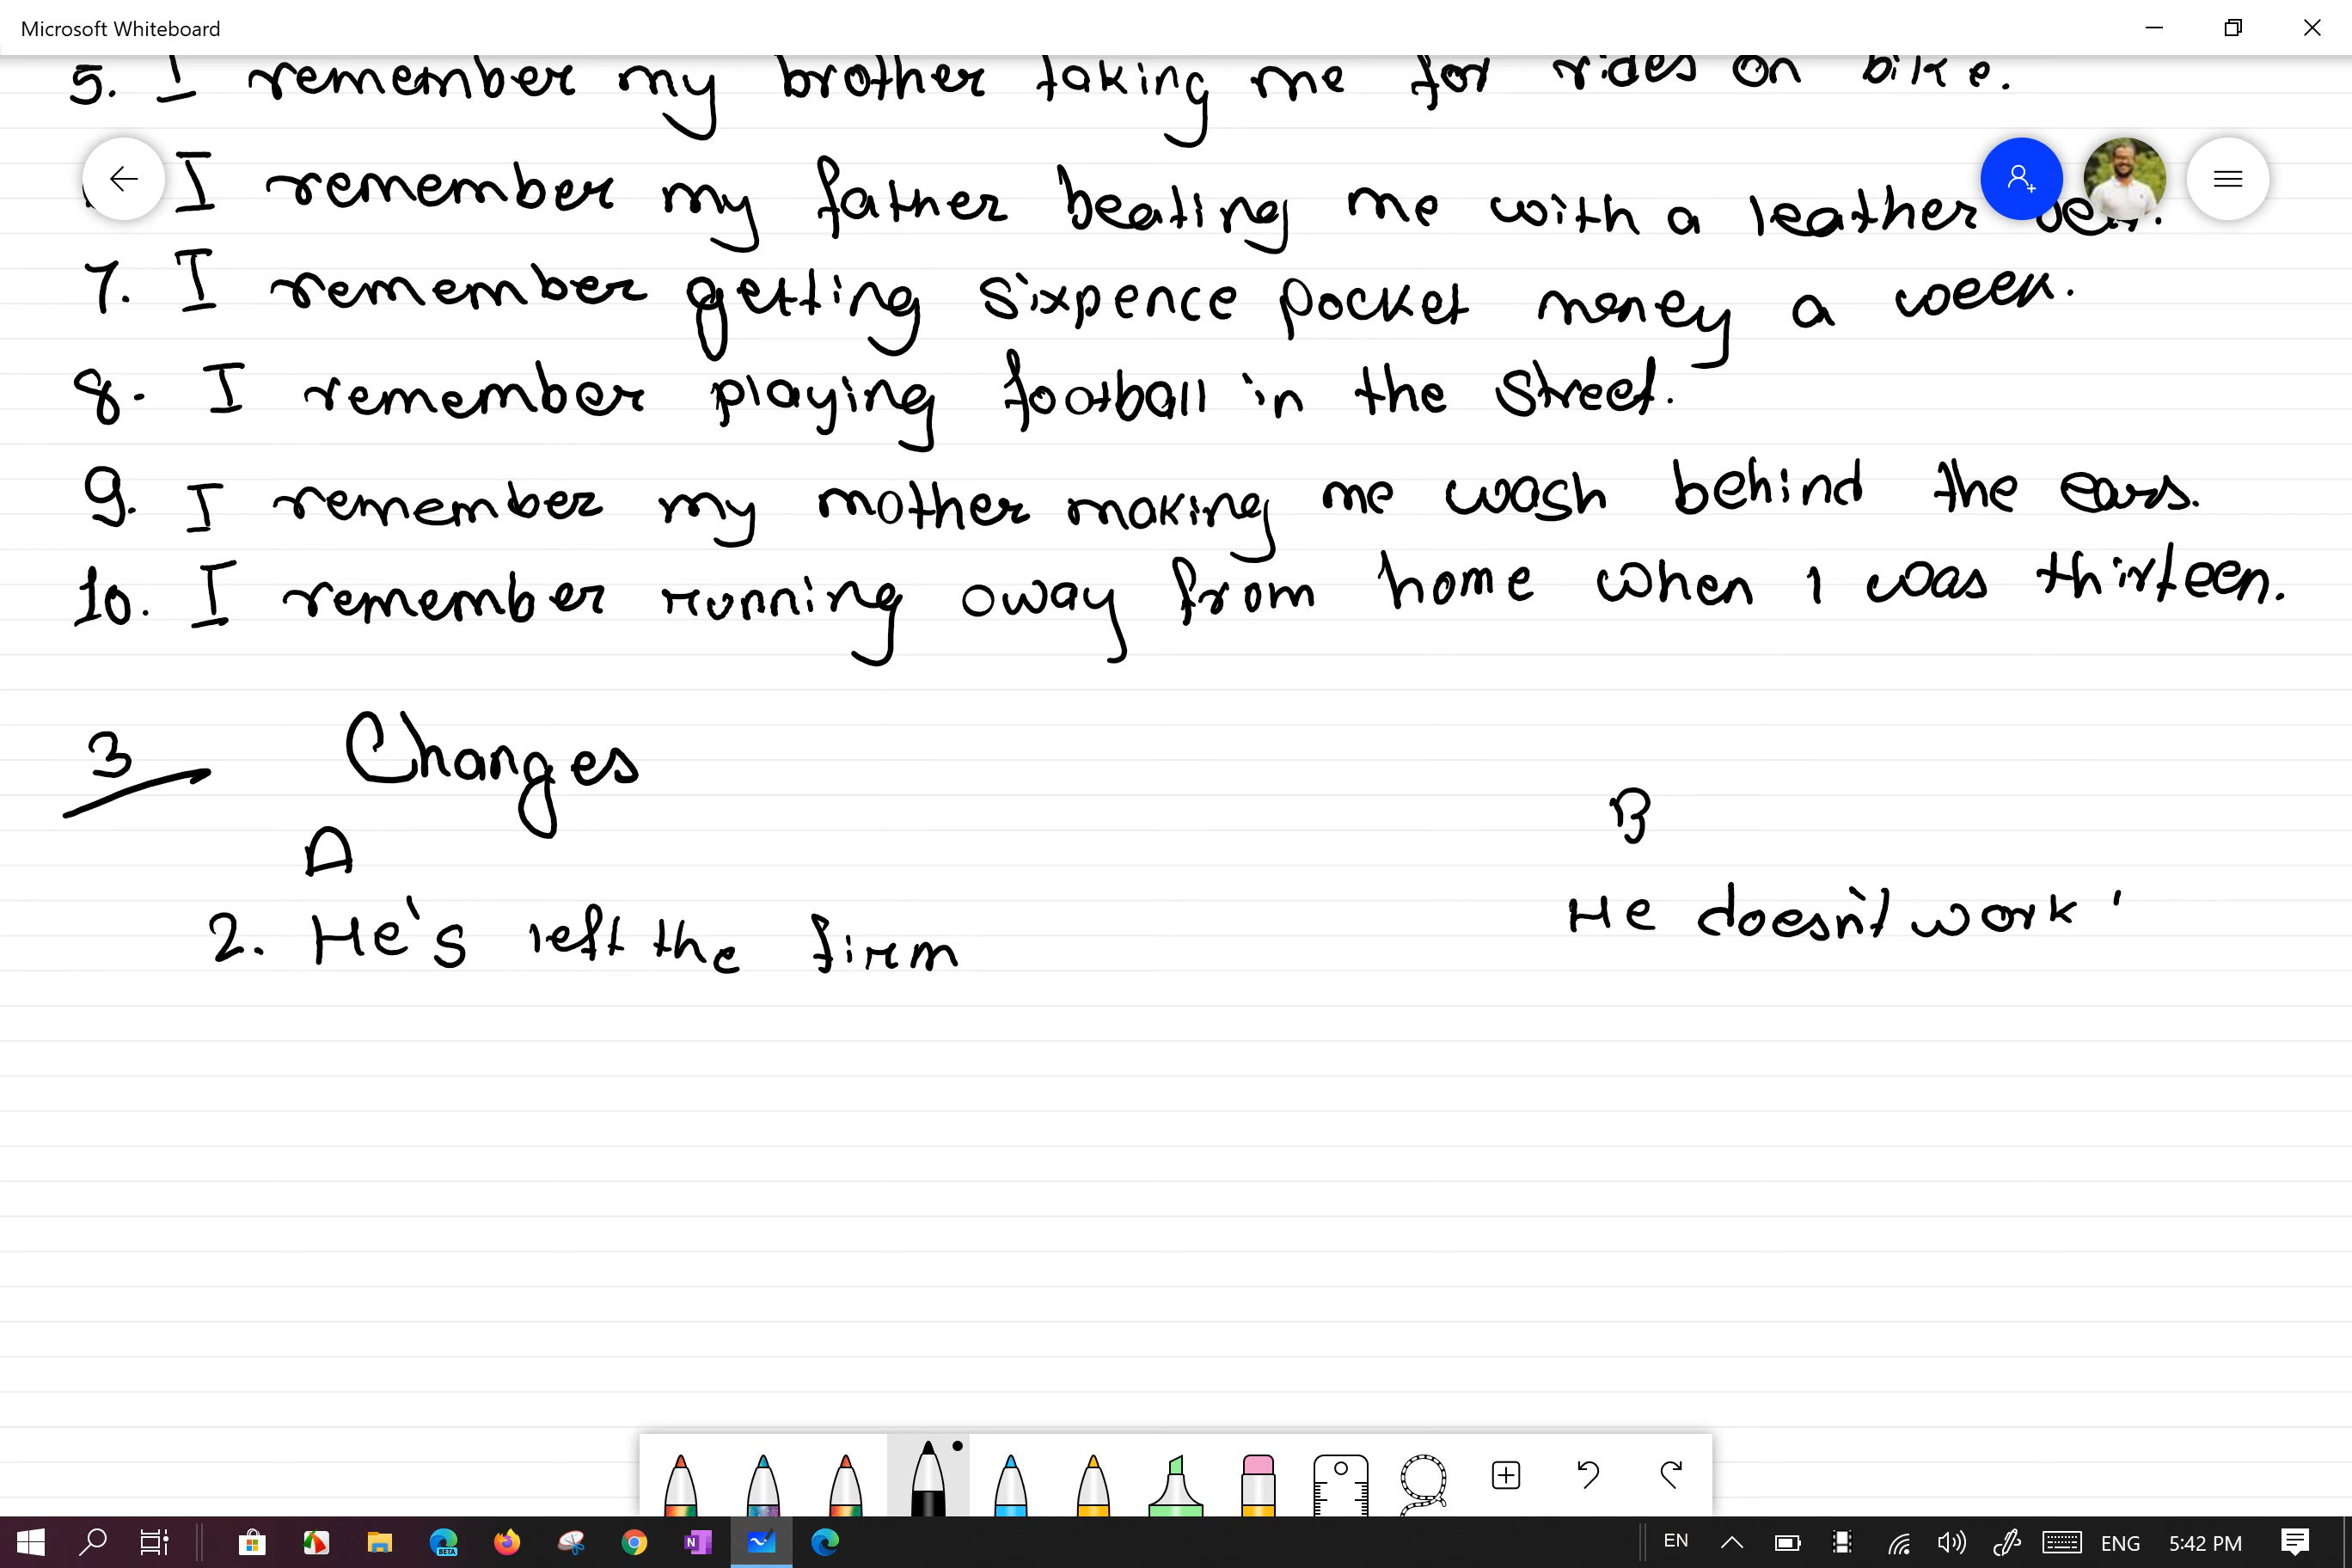 Microsoft Whiteboard
5. I remember my brother taking me for rides on bike.
I remember my father beating me with a leather
7. I remember getting sixpence pocket money a week.
8. I remember playing football in the street.
9. I remember my mother making me wash behind the ears.
10. I remember running away from home when I was thirteen.
3 Changes
A B
2. He's left the firm He doesn't work
EN ENG 5:42 PM